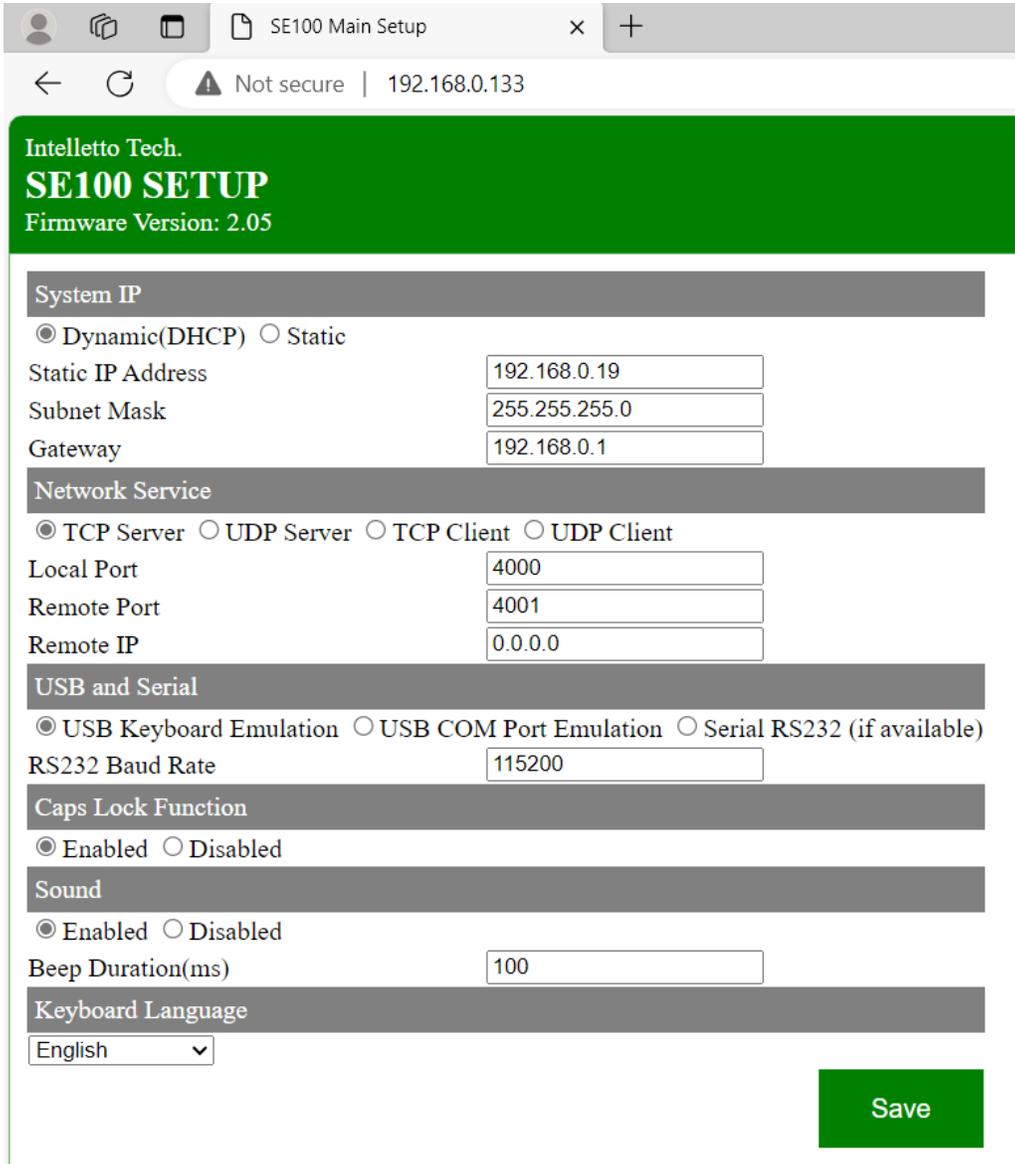 SE100 Main Setup
Not secure | 192.168.0.133
Intelletto Tech.
SE100 SETUP
Firmware Version: 2.05
System IP
Dynamic(DHCP) Static
Static IP Address 192.168.0.19
Subnet Mask 255.255.255.0
Gateway 192.168.0.1
Network Service
TCP Server UDP Server TCP Client UDP Client
Local Port 4000
Remote Port 4001
Remote IP 0.0.0.0
USB and Serial
USB Keyboard Emulation USB COM Port Emulation Serial RS232 (if available)
RS232 Baud Rate 115200
Caps Lock Function
Enabled Disabled
Sound
Enabled Disabled
Beep Duration(ms) 100
Keyboard Language
English
Save